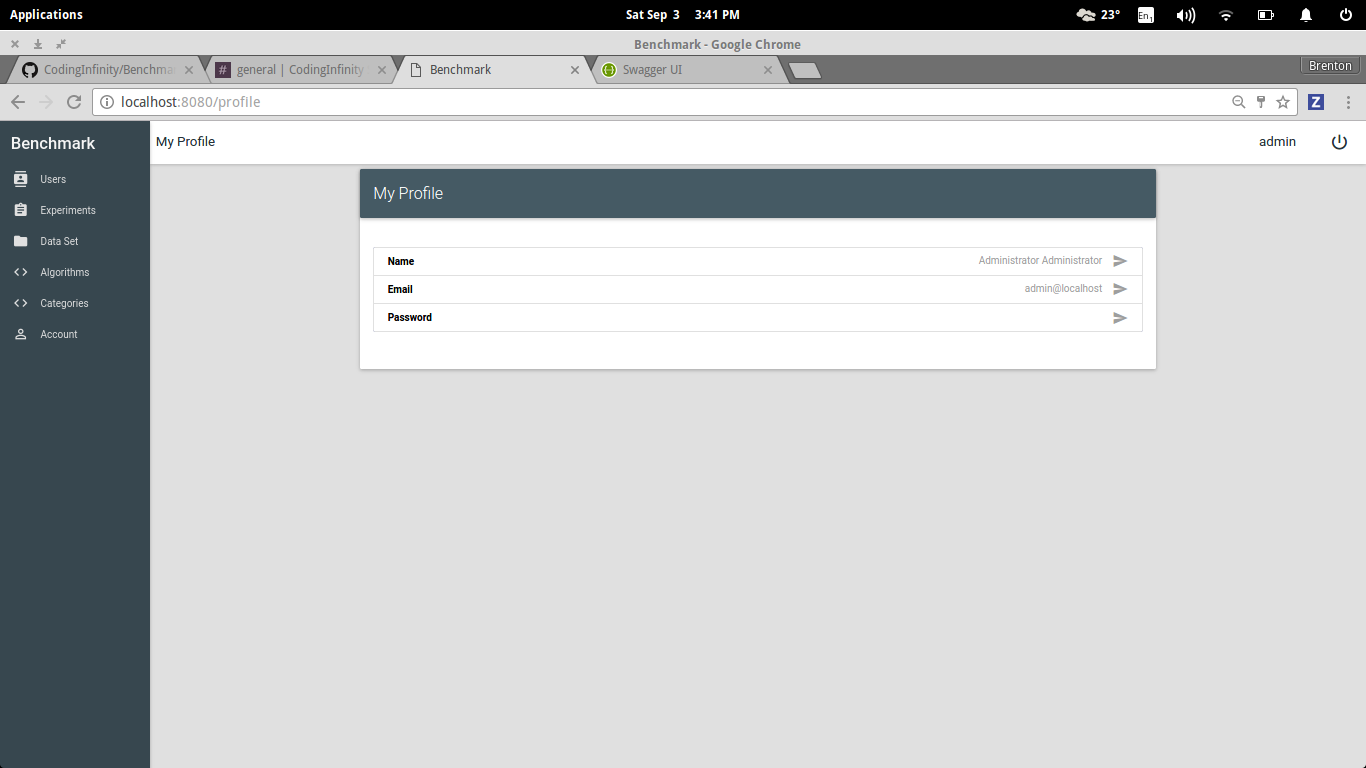 Applications
Sat Sep 3 3:41 PM
23°
En1
Benchmark - Google Chrome
CodingInfinity/Benchma
# general | CodingInfinity
Benchmark
Swagger UI
Brenton
localhost:8080/profile
Z
Benchmark
My Profile
admin
Users
Experiments
Data Set
Algorithms
Categories
Account
My Profile
Name Administrator Administrator
Email admin@localhost
Password